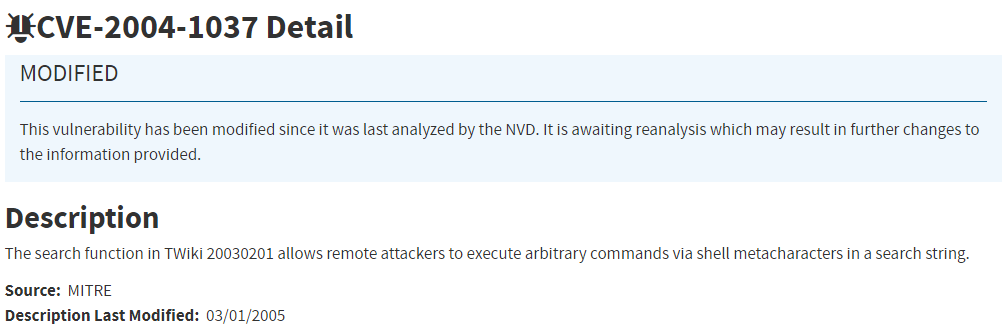 CVE-2004-1037 Detail
MODIFIED
This vulnerability has been modified since it was last analyzed by the NVD. It is awaiting reanalysis which may result in further changes to
the information provided.
Description
The search function in TWiki 20030201 allows remote attackers to execute arbitrary commands via shell metacharacters in a search string.
Source: MITRE
Description Last Modified: 03/01/2005